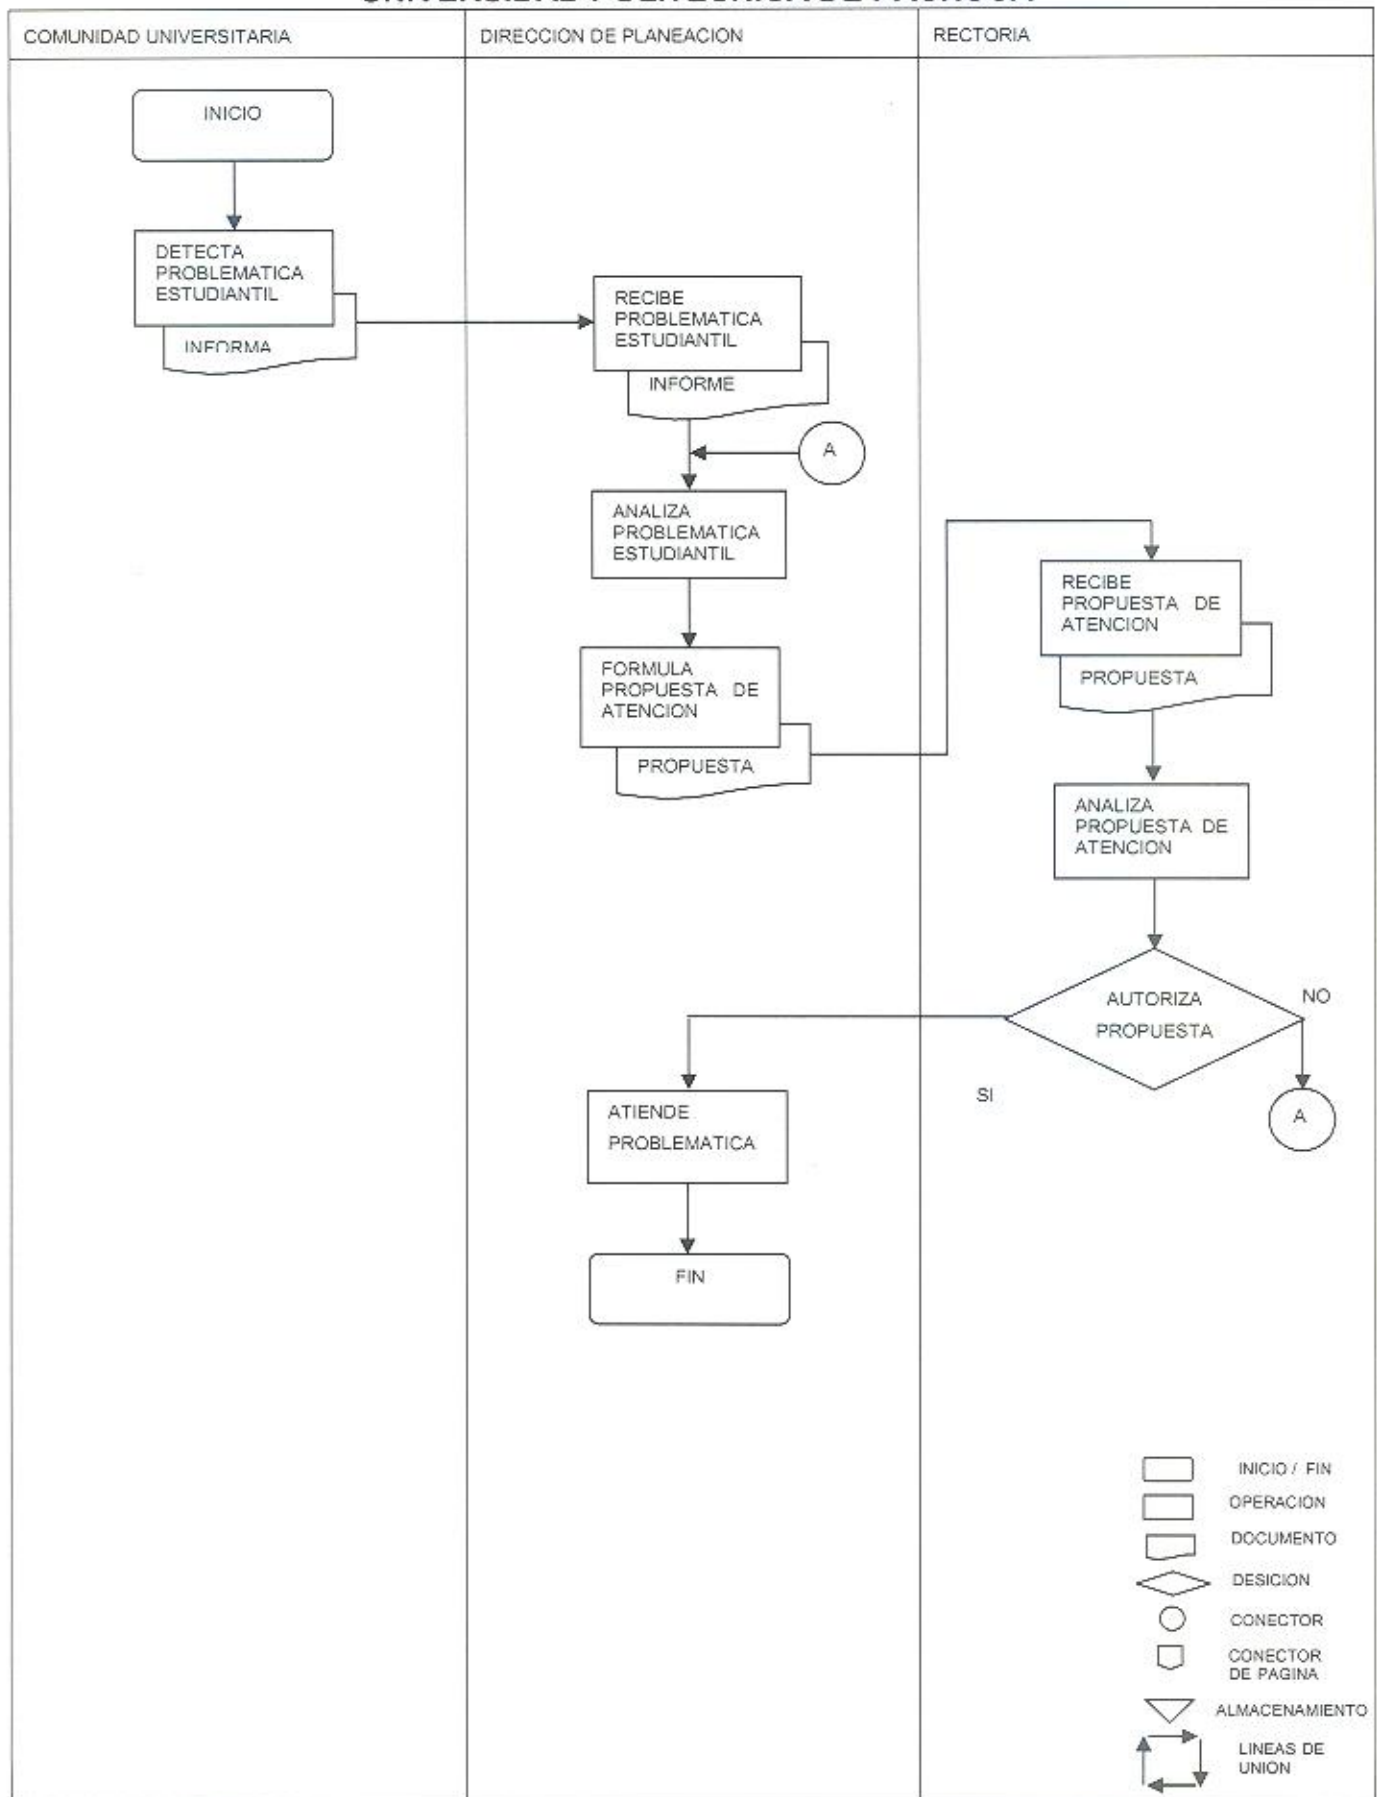 COMUNIDAD UNIVERSITARIA
DIRECCION DE PLANEACION
RECTORIA
INICIO
DETECTA
PROBLEMATICA
ESTUDIANTIL
INFORMA
RECIBE
PROBLEMATICA
ESTUDIANTIL
INFORME
A
ANALIZA
PROBLEMATICA
ESTUDIANTIL
FORMULA
PROPUESTA DE
ATENCION
PROPUESTA
RECIBE
PROPUESTA DE
ATENCION
PROPUESTA
ANALIZA
PROPUESTA DE
ATENCION
AUTORIZA
PROPUESTA
NO
SI
A
ATIENDE
PROBLEMATICA
FIN
INICIO / FIN
OPERACION
DOCUMENTO
DESICION
CONECTOR
CONECTOR
DE PAGINA
ALMACENAMIENTO
LINEAS DE
UNION